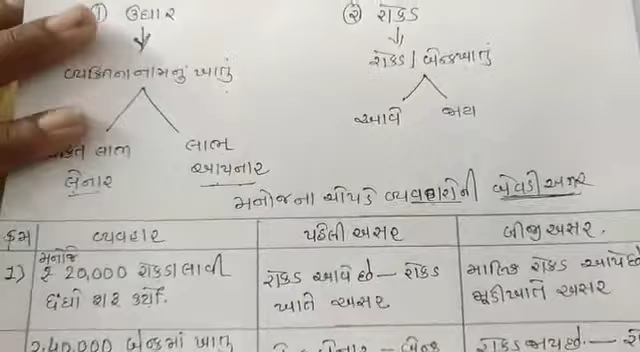 ① ઉધાર
② રોકડ
વ્યક્તિના નામનું ખાતું
રોકડ / બેન્કખાતું
લાભ લેનાર
લાભ આપનાર
આવે
જાય
મનોજના ચોપડે વ્યવહારોની બેવડી અસર
ક્રમ વ્યવહાર પહેલી અસર બીજી અસર.
1) મનોજે ₹ 20,000 રોકડા લાવી
ધંધો શરૂ કર્યો.
રોકડ આવે છે - રોકડ
ખાતે અસર
માલિક રોકડ આપે છે
મૂડીખાતે અસર
2. 40,000 બેન્કમાં ખાતુ
બેન્ક
રોકડ જાય છે.